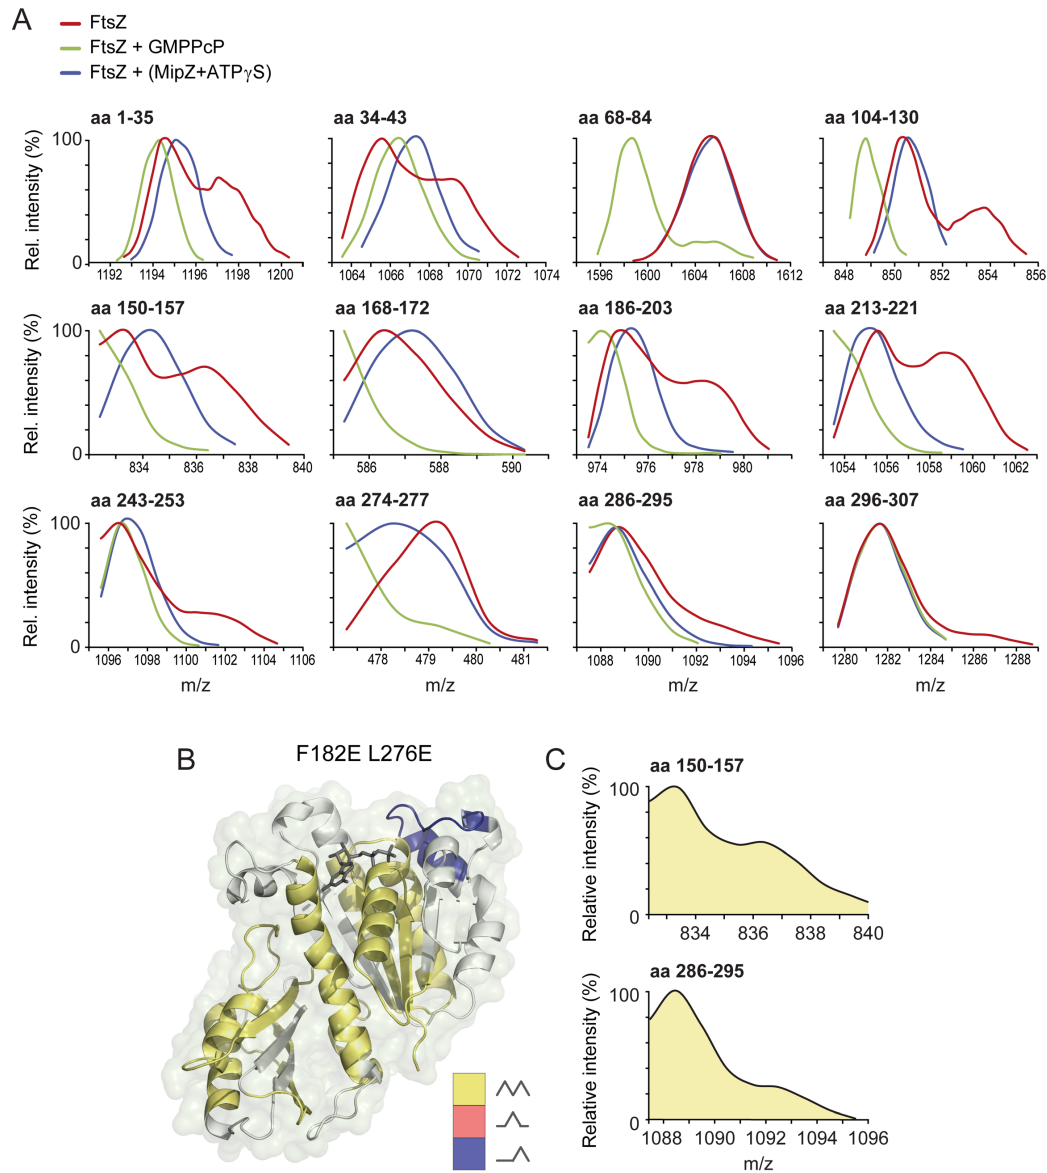 A
FtsZ
FtsZ + GMPPcP
FtsZ + (MipZ+ATPγS)
aa 1-35
aa 34-43
aa 68-84
aa 104-130
Rel. intensity (%)
100
0
1192 1194 1196 1198 1200
1064 1066 1068 1070 1072 1074
1596 1600 1604 1608 1612
848 850 852 854 856
aa 150-157
aa 168-172
aa 186-203
aa 213-221
Rel. intensity (%)
100
0
834 836 838 840
586 588 590
974 976 978 980
1054 1056 1058 1060 1062
aa 243-253
aa 274-277
aa 286-295
aa 296-307
Rel. intensity (%)
100
0
1096 1098 1100 1102 1104 1106
478 479 480 481
1088 1090 1092 1094 1096
1280 1282 1284 1286 1288
m/z m/z m/z m/z
B
F182E L276E
C
aa 150-157
Relative intensity (%)
100
0
834 836 838 840
aa 286-295
Relative intensity (%)
100
0
1088 1090 1092 1094 1096
m/z